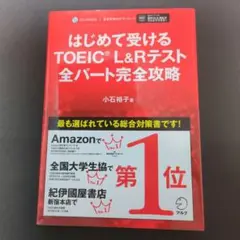 はじめて受ける
TOEIC® L&Rテスト
全パート完全攻略
小石裕子 著
最も選ばれている総合対策書です!
Amazonで
全国大学生協で
紀伊國屋書店
新宿本店で
第1位
アルク